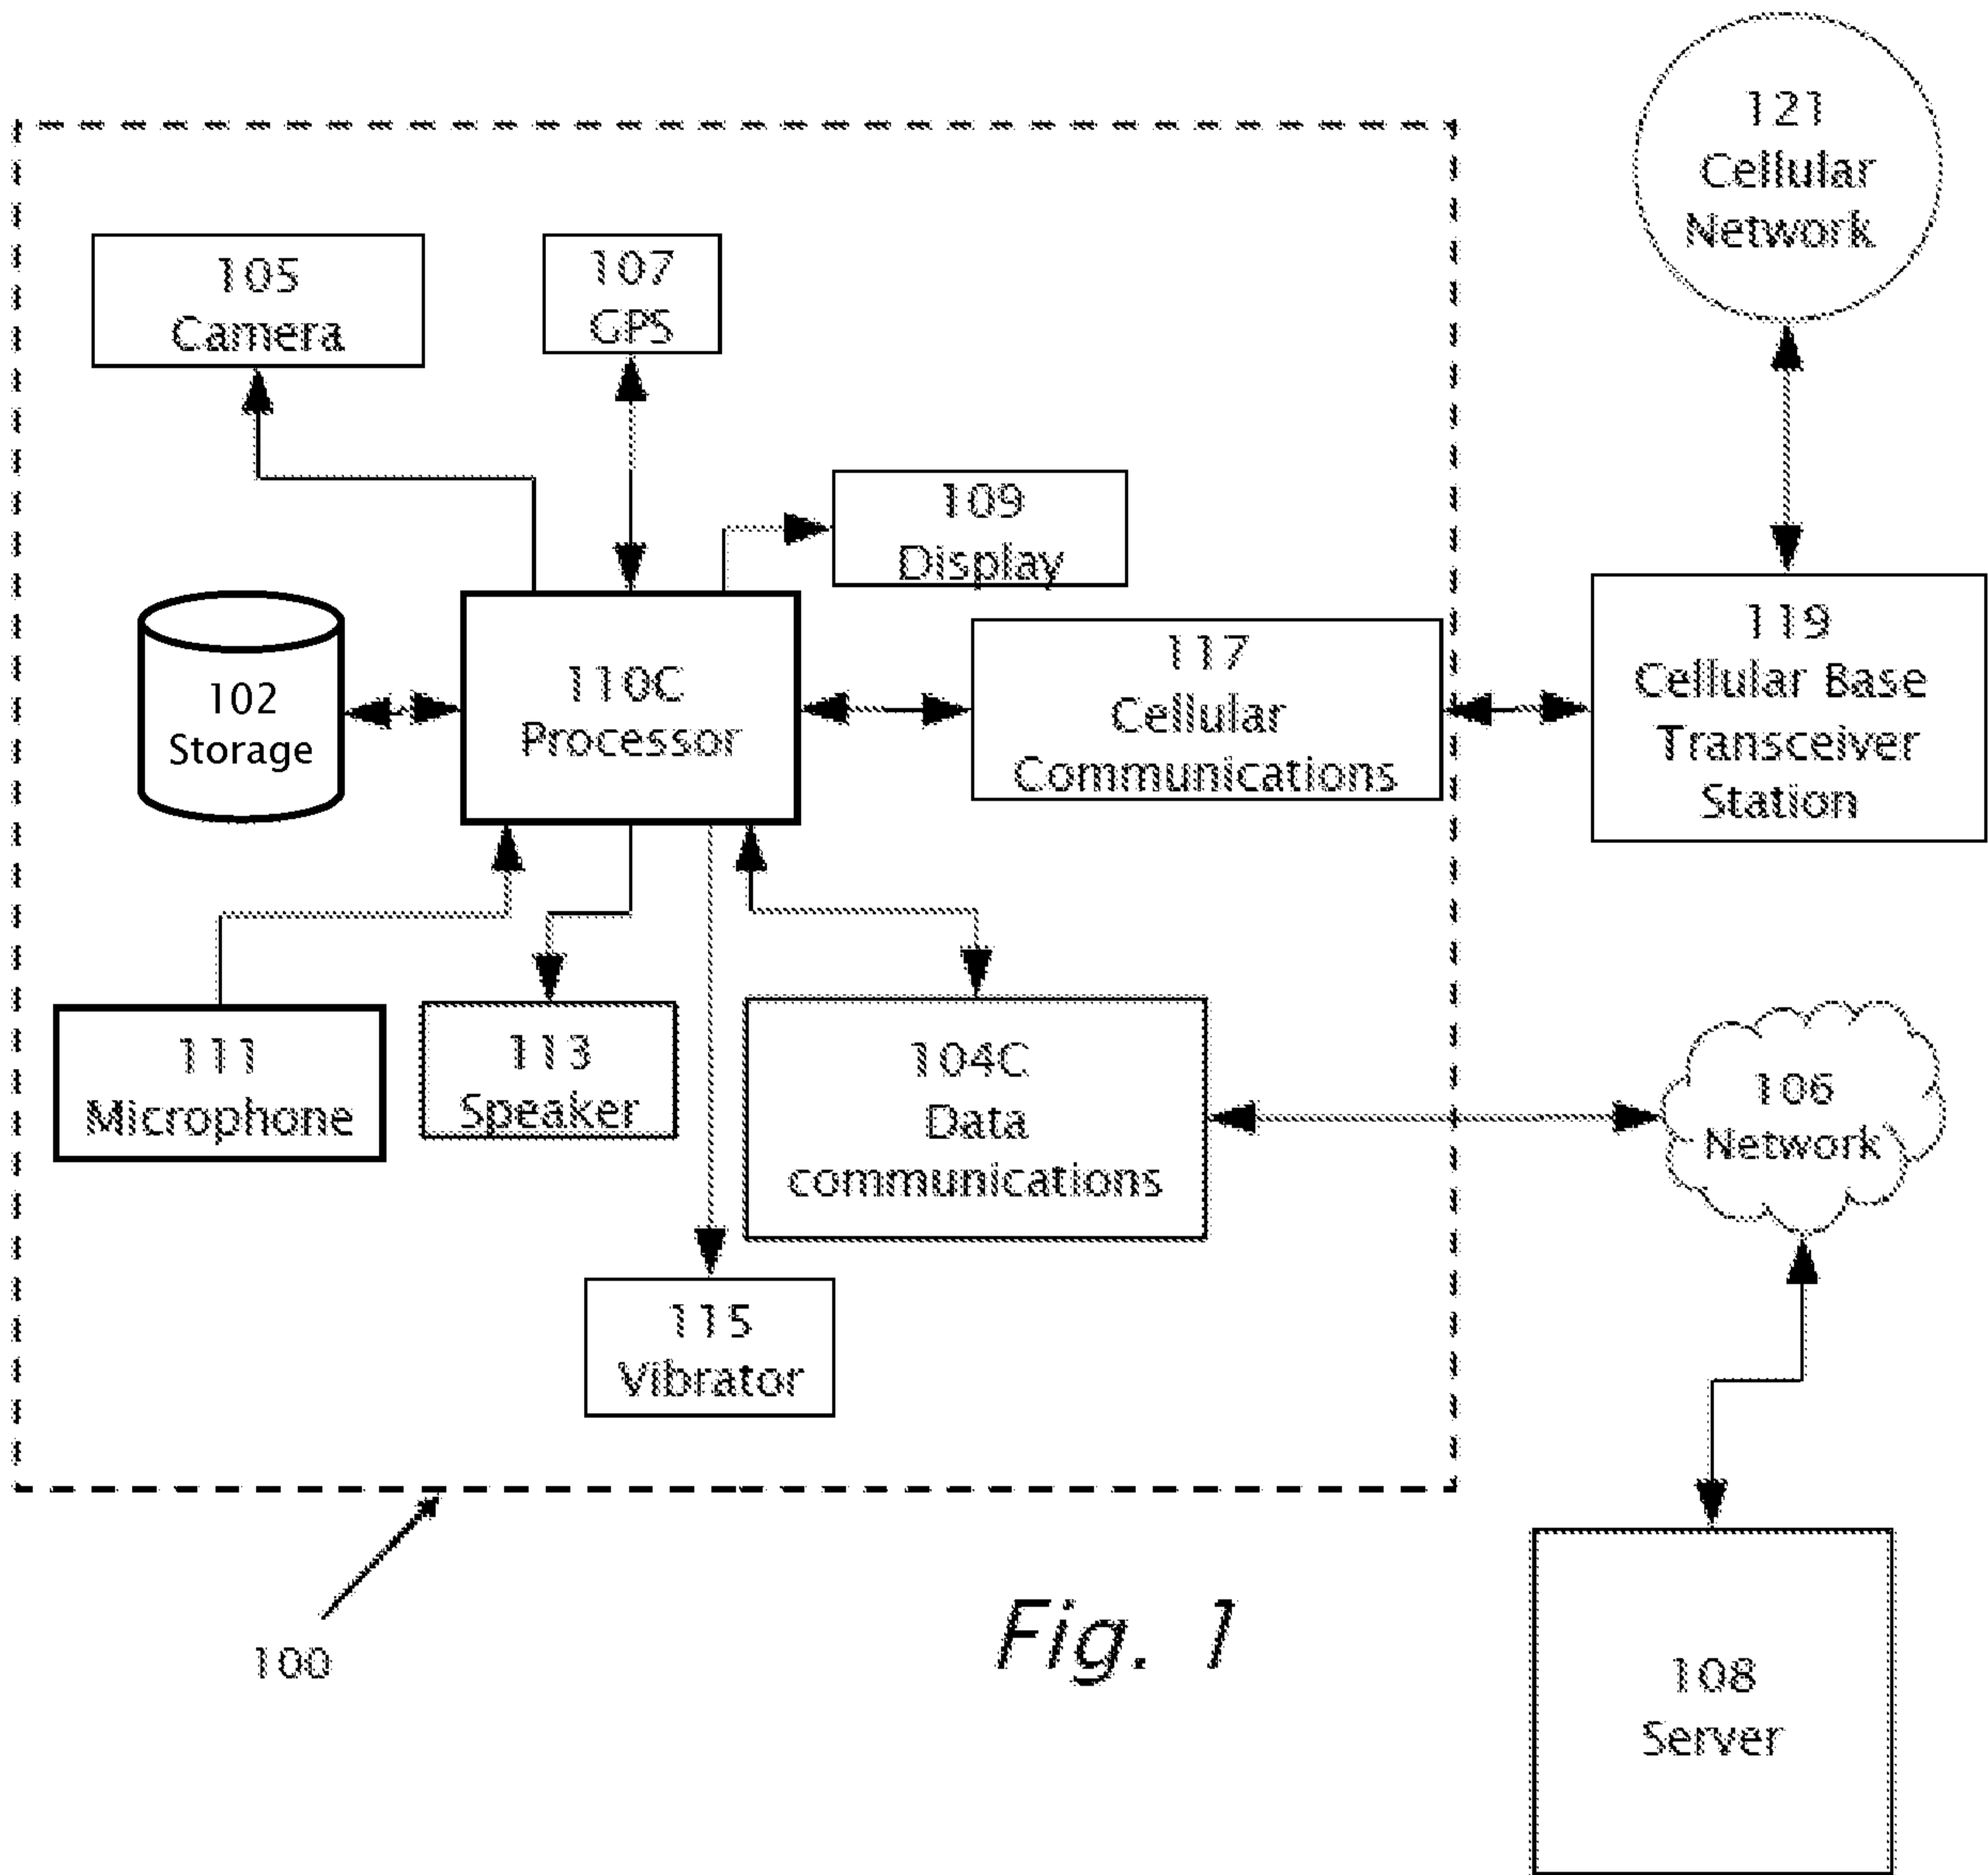 121
Cellular
Network
105
Camera
107
GPS
109
Display
102
Storage
110C
Processor
117
Cellular
Communications
119
Cellular Base
Transceiver
Station
111
Microphone
113
Speaker
104C
Data
communications
106
Network
115
Vibrator
100
Fig. 1
108
Server